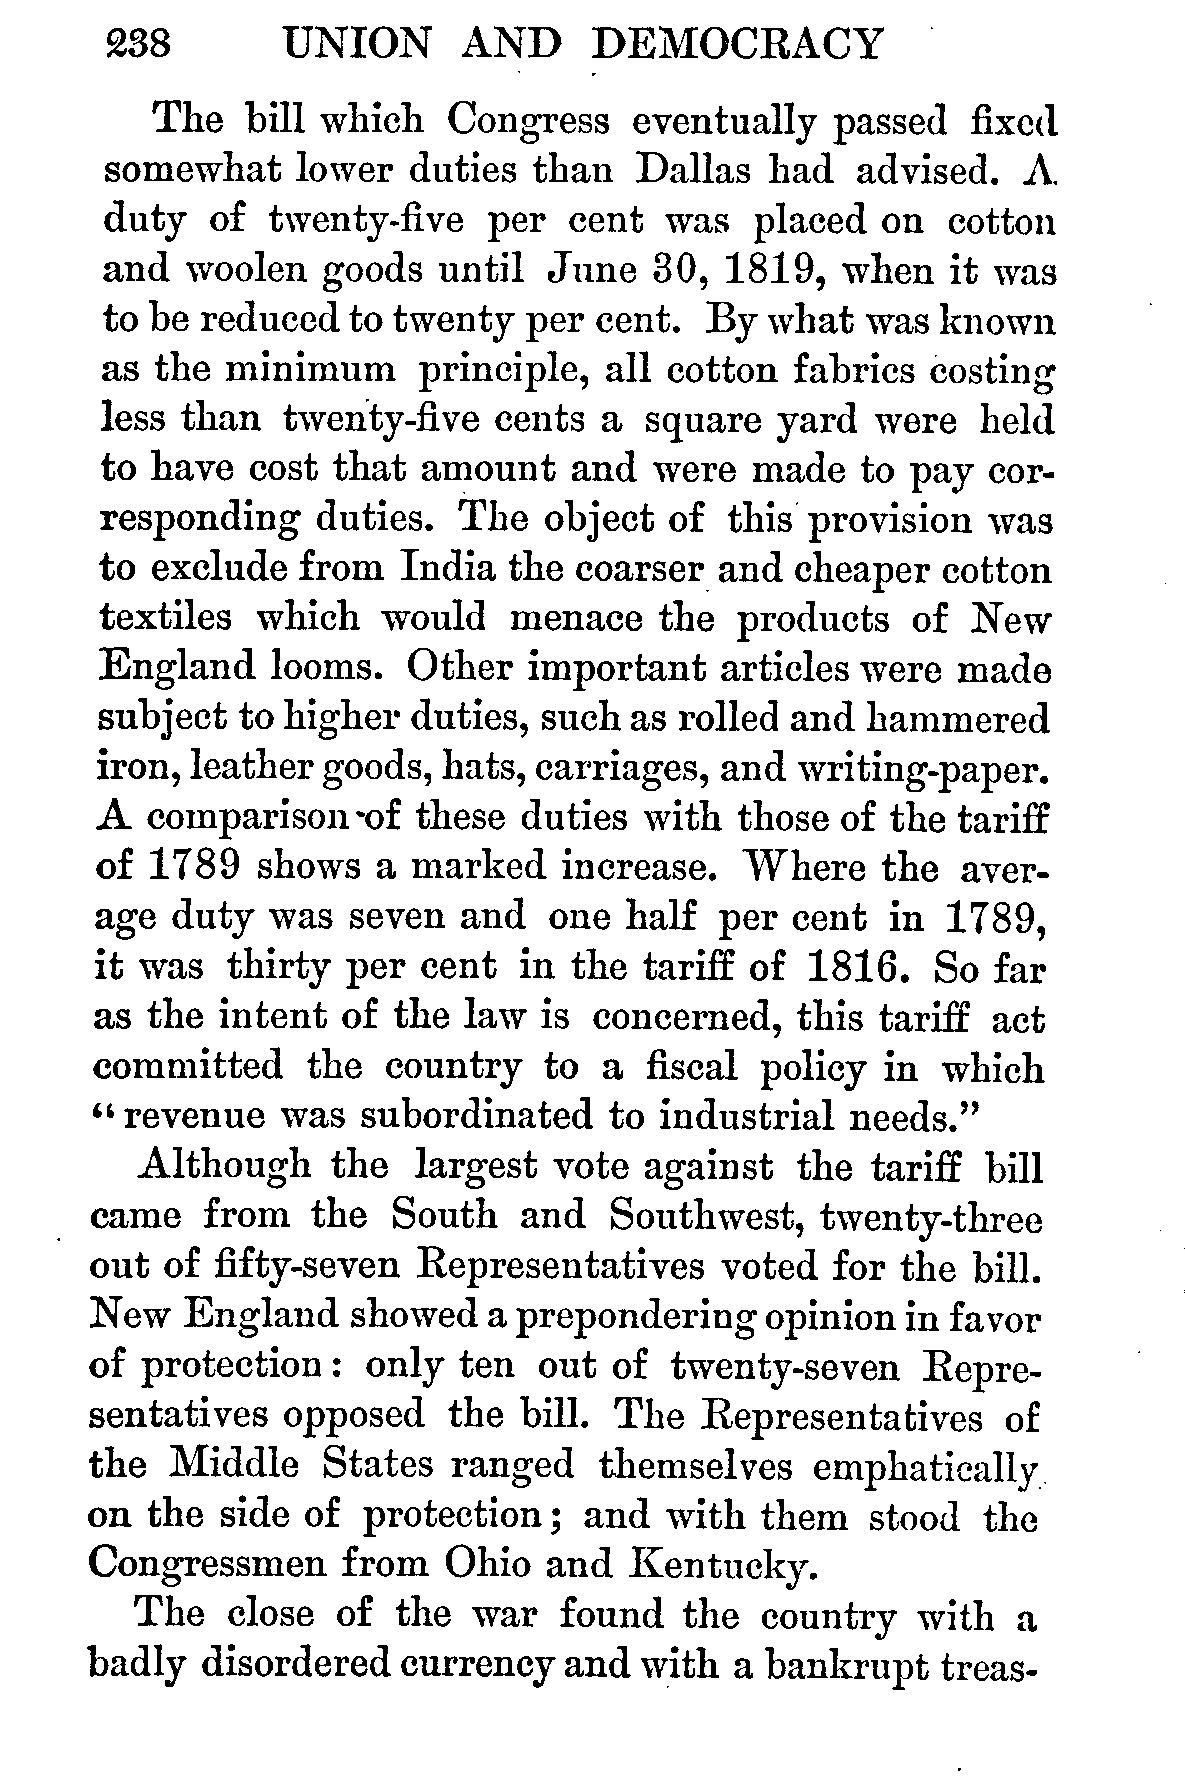 238 UNION AND DEMOCRACY
The bill which Congress eventually passed fixed
somewhat lower duties than Dallas had advised. A
duty of twenty-five per cent was placed on cotton
and woolen goods until June 30, 1819, when it was
to be reduced to twenty per cent. By what was known
as the minimum principle, all cotton fabrics costing
less than twenty-five cents a square yard were held
to have cost that amount and were made to pay cor-
responding duties. The object of this provision was
to exclude from India the coarser and cheaper cotton
textiles which would menace the products of New
England looms. Other important articles were made
subject to higher duties, such as rolled and hammered
iron, leather goods, hats, carriages, and writing-paper.
A comparison of these duties with those of the tariff
of 1789 shows a marked increase. Where the aver-
age duty was seven and one half per cent in 1789,
it was thirty per cent in the tariff of 1816. So far
as the intent of the law is concerned, this tariff act
committed the country to a fiscal policy in which
"revenue was subordinated to industrial needs."
Although the largest vote against the tariff bill
came from the South and Southwest, twenty-three
out of fifty-seven Representatives voted for the bill.
New England showed a prepondering opinion in favor
of protection: only ten out of twenty-seven Repre-
sentatives opposed the bill. The Representatives of
the Middle States ranged themselves emphatically
on the side of protection; and with them stood the
Congressmen from Ohio and Kentucky.
The close of the war found the country with a
badly disordered currency and with a bankrupt treas-